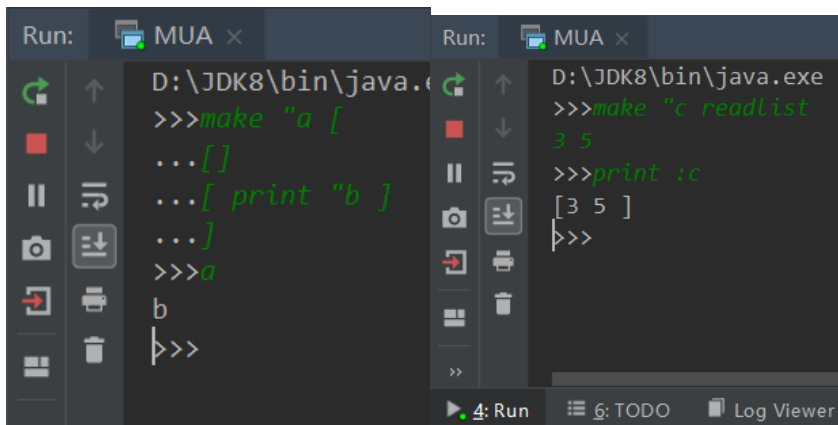 Run: MUA ×
D:\JDK8\bin\java.e
>>>make "a [
...[]
...[ print "b ]
...]
>>>a
b
>>>
Run: MUA ×
D:\JDK8\bin\java.exe
>>>make "c readlist
3 5
>>>print :c
[3 5 ]
>>>
»
4: Run 6: TODO Log Viewer